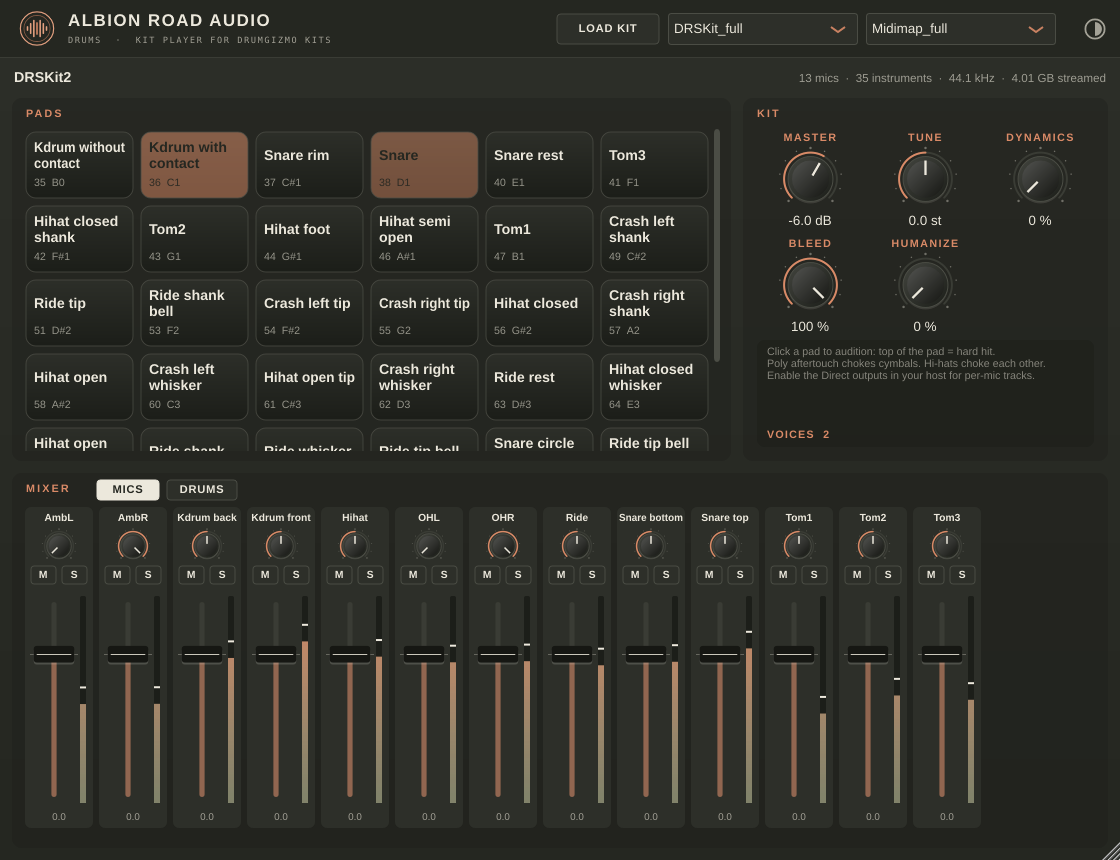 ALBION ROAD AUDIO
DRUMS · KIT PLAYER FOR DRUMGIZMO KITS
LOAD KIT
DRSKit_full
Midimap_full
DRSKit2
13 mics · 35 instruments · 44.1 kHz · 4.01 GB streamed
PADS
Kdrum without contact
35 B0
Kdrum with contact
36 C1
Snare rim
37 C#1
Snare
38 D1
Snare rest
40 E1
Tom3
41 F1
Hihat closed shank
42 F#1
Tom2
43 G1
Hihat foot
44 G#1
Hihat semi open
46 A#1
Tom1
47 B1
Crash left shank
49 C#2
Ride tip
51 D#2
Ride shank bell
53 F2
Crash left tip
54 F#2
Crash right tip
55 G2
Hihat closed
56 G#2
Crash right shank
57 A2
Hihat open
58 A#2
Crash left whisker
60 C3
Hihat open tip
61 C#3
Crash right whisker
62 D3
Ride rest
63 D#3
Hihat closed whisker
64 E3
Hihat open
Ride shank
Ride whisker
Ride tip bell
Snare circle
Ride tip bell
KIT
MASTER
-6.0 dB
TUNE
0.0 st
DYNAMICS
0 %
BLEED
100 %
HUMANIZE
0 %
Click a pad to audition: top of the pad = hard hit.
Poly aftertouch chokes cymbals. Hi-hats choke each other.
Enable the Direct outputs in your host for per-mic tracks.
VOICES 2
MIXER
MICS
DRUMS
AmbL AmbR Kdrum back Kdrum front Hihat OHL OHR Ride Snare bottom Snare top Tom1 Tom2 Tom3
M S M S M S M S M S M S M S M S M S M S M S M S M S
0.0 0.0 0.0 0.0 0.0 0.0 0.0 0.0 0.0 0.0 0.0 0.0 0.0